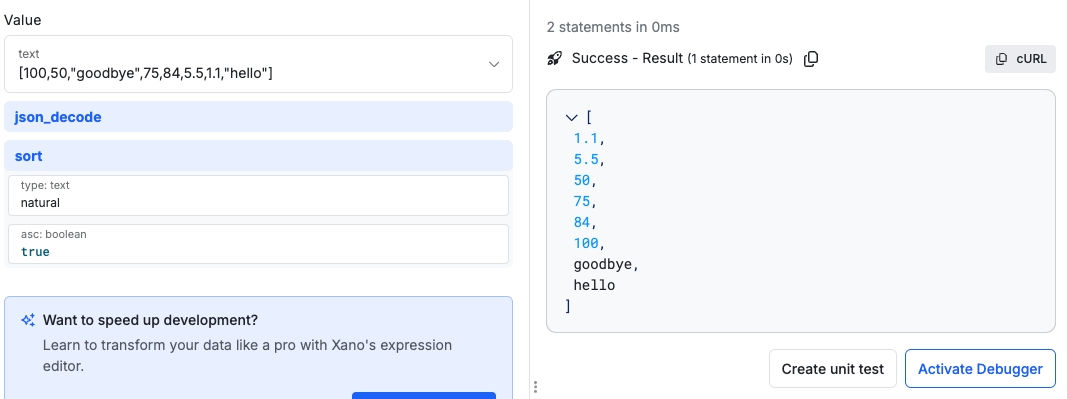 Value
text
[100,50,"goodbye",75,84,5.5,1.1,"hello"]
json_decode
sort
type: text
natural
asc: boolean
true
Want to speed up development?
Learn to transform your data like a pro with Xano's expression
editor.
2 statements in 0ms
Success - Result (1 statement in 0s)
cURL
[
1.1,
5.5,
50,
75,
84,
100,
goodbye,
hello
]
Create unit test
Activate Debugger